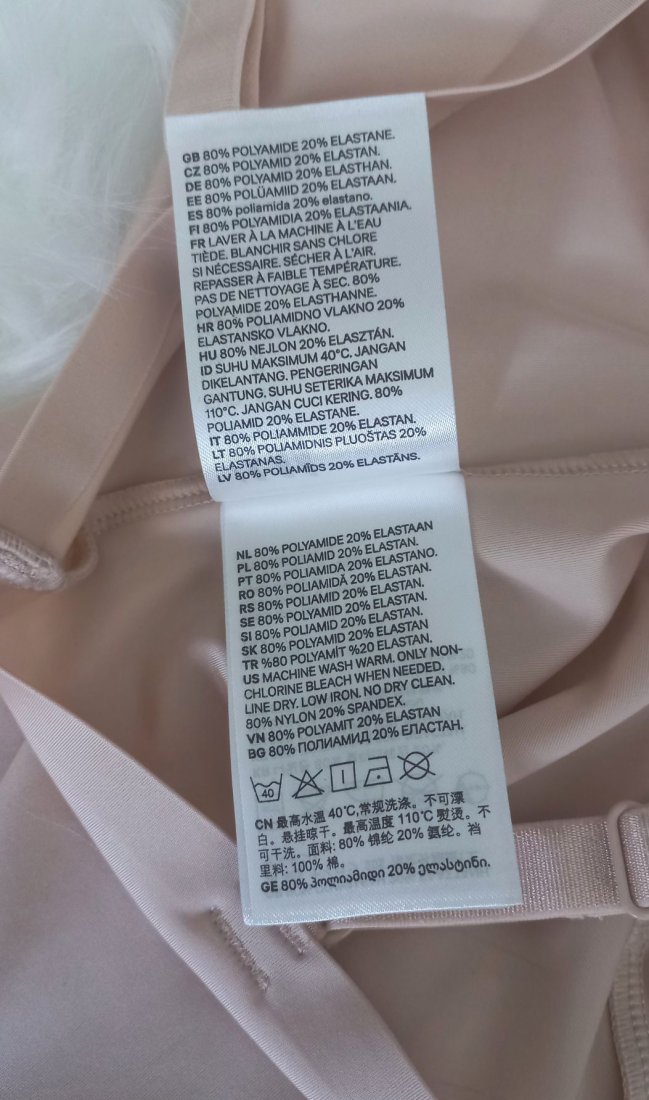 GB 80% POLYAMIDE 20% ELASTANE.
CZ 80% POLYAMID 20% ELASTAN.
DE 80% POLYAMID 20% ELASTHAN.
EE 80% POLÜAMIID 20% ELASTAAN.
ES 80% poliamida 20% elastano.
FI 80% POLYAMIDIA 20% ELASTAANIA.
FR LAVER À LA MACHINE À L'EAU
TIÈDE. BLANCHIR SANS CHLORE
SI NÉCESSAIRE. SÉCHER À L'AIR.
REPASSER À FAIBLE TEMPÉRATURE.
PAS DE NETTOYAGE À SEC. 80%
POLYAMIDE 20% ELASTHANNE.
HR 80% POLIAMIDNO VLAKNO 20%
ELASTANSKO VLAKNO.
HU 80% NEJLON 20% ELASZTÁN.
ID SUHU MAKSIMUM 40°C. JANGAN
DIKELANTANG. PENGERINGAN
GANTUNG. SUHU SETERIKA MAKSIMUM
110°C. JANGAN CUCI KERING. 80%
POLIAMID 20% ELASTANE.
IT 80% POLIAMMIDE 20% ELASTAN.
LT 80% POLIAMIDNIS PLUOŠTAS 20%
ELASTANAS.
LV 80% POLIAMĪDS 20% ELASTĀNS.
NL 80% POLYAMIDE 20% ELASTAAN
PL 80% POLIAMID 20% ELASTAN.
PT 80% POLIAMIDA 20% ELASTANO.
RO 80% POLIAMIDĂ 20% ELASTAN.
RS 80% POLIAMID 20% ELASTAN.
SE 80% POLYAMID 20% ELASTAN.
SI 80% POLIAMID 20% ELASTAN.
SK 80% POLYAMID 20% ELASTAN
TR %80 POLYAMİT %20 ELASTAN.
US MACHINE WASH WARM. ONLY NON-
CHLORINE BLEACH WHEN NEEDED.
LINE DRY. LOW IRON. NO DRY CLEAN.
80% NYLON 20% SPANDEX.
VN 80% POLYAMIT 20% ELASTAN
BG 80% ПОЛИАМИД 20% ЕЛАСТАН.
40
CN 最高水温 40℃,常规洗涤。不可漂
白。悬挂晾干。最高温度 110℃ 熨烫。不
可干洗。面料: 80% 锦纶 20% 氨纶。裆
里料: 100% 棉。
GE 80% პოლიამიდი 20% ელასტინი.